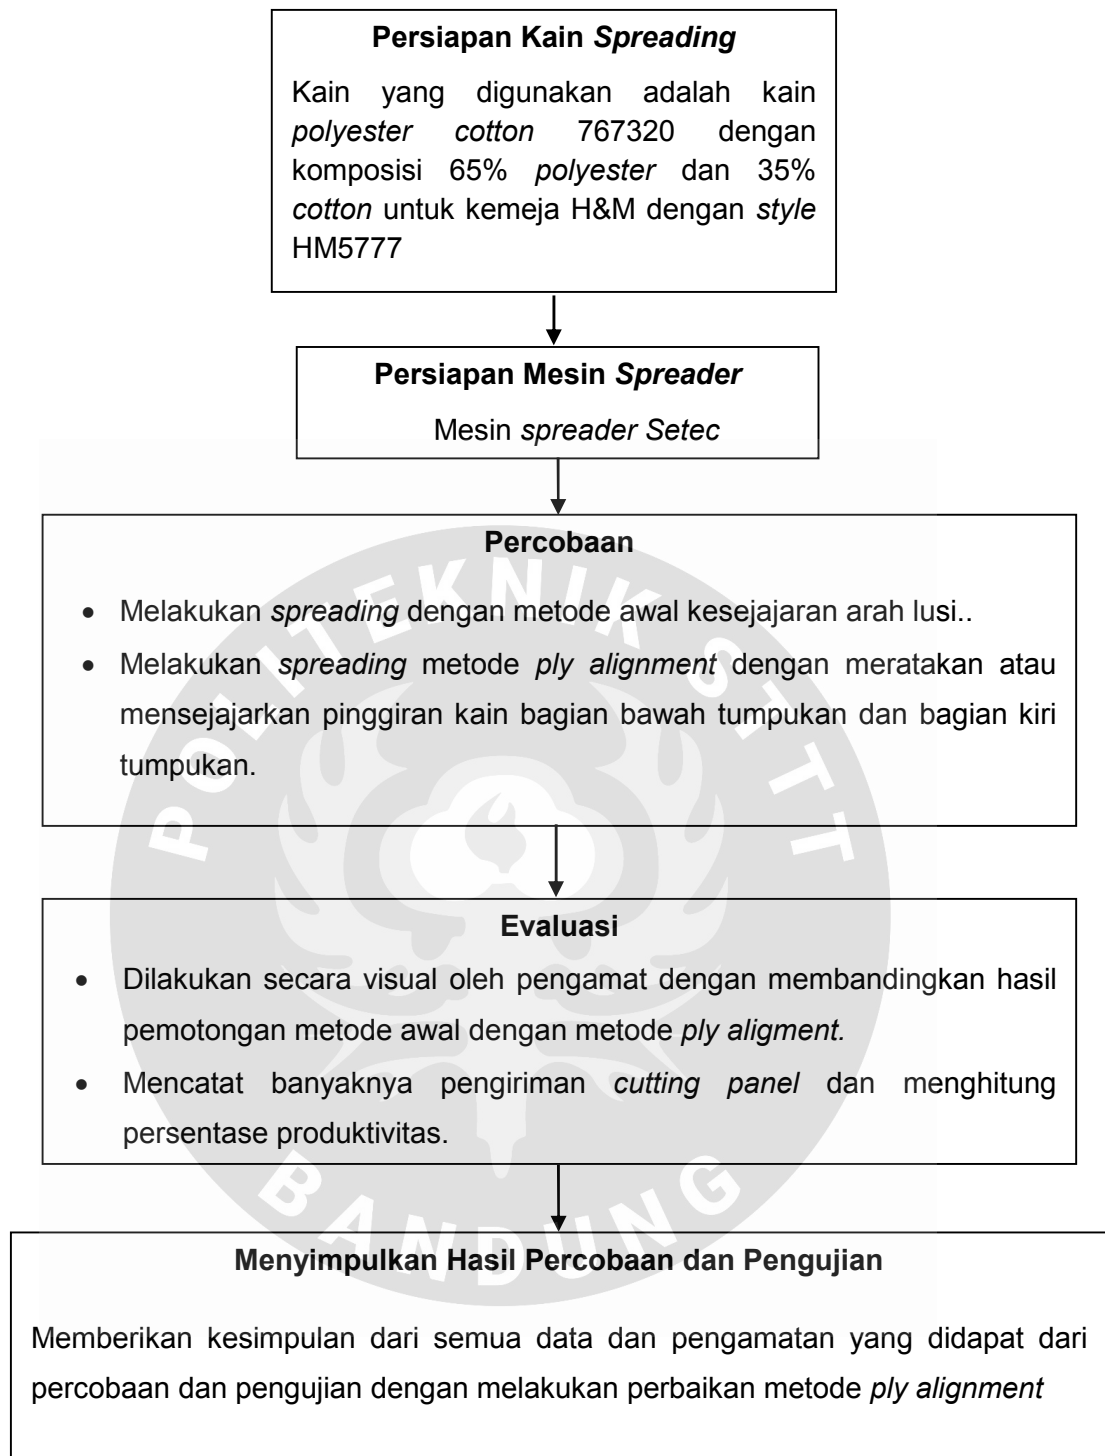 Persiapan Kain Spreading
Kain yang digunakan adalah kain
polyester cotton 767320 dengan
komposisi 65% polyester dan 35%
cotton untuk kemeja H&M dengan style
HM5777
Persiapan Mesin Spreader
Mesin spreader Setec
Percobaan
• Melakukan spreading dengan metode awal kesejajaran arah lusi..
• Melakukan spreading metode ply alignment dengan meratakan atau
mensejajarkan pinggiran kain bagian bawah tumpukan dan bagian kiri
tumpukan.
Evaluasi
• Dilakukan secara visual oleh pengamat dengan membandingkan hasil
pemotongan metode awal dengan metode ply aligment.
• Mencatat banyaknya pengiriman cutting panel dan menghitung
persentase produktivitas.
Menyimpulkan Hasil Percobaan dan Pengujian
Memberikan kesimpulan dari semua data dan pengamatan yang didapat dari
percobaan dan pengujian dengan melakukan perbaikan metode ply alignment
POLITEKNIK STTT
BANDUNG